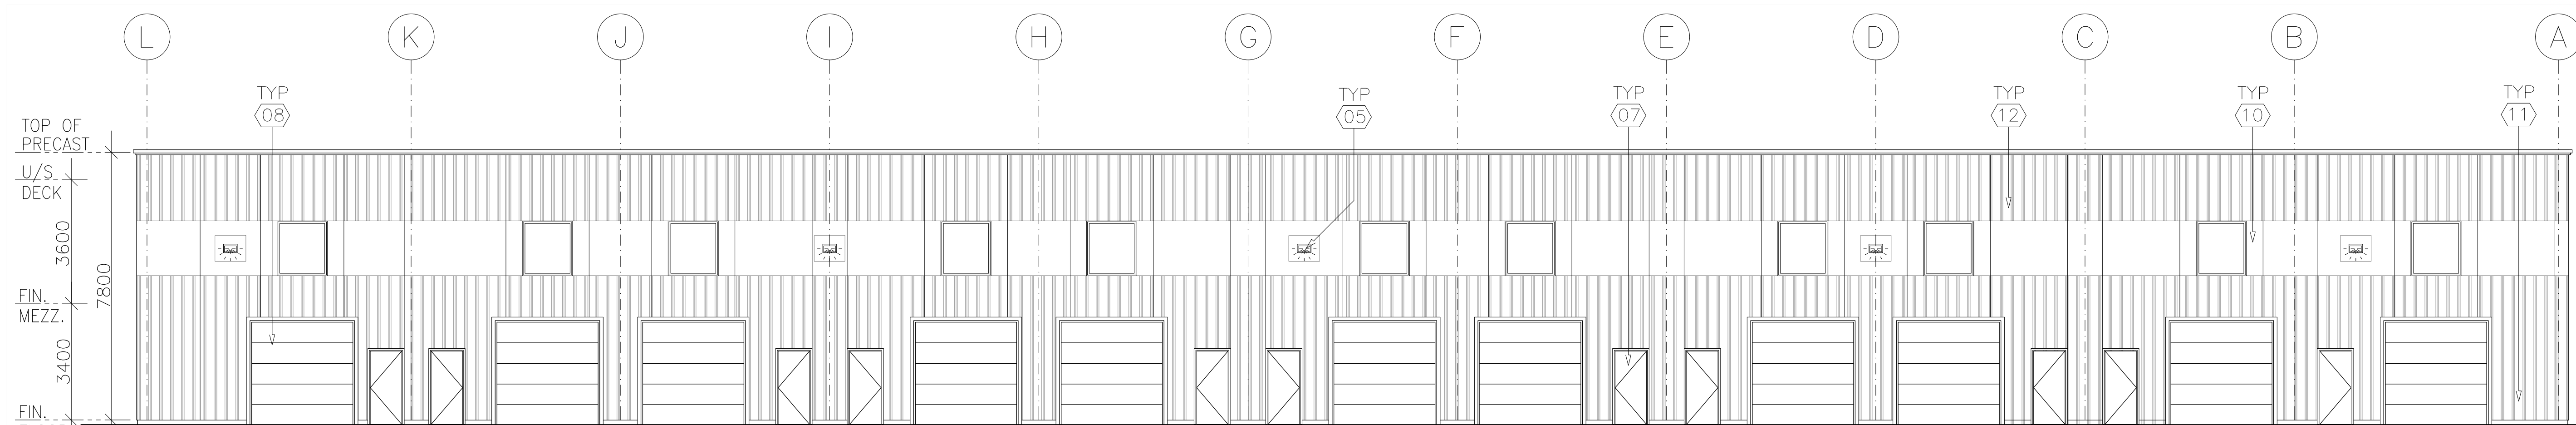 L K J I H G F E D C B A
TYP
08
TYP
05
TYP
07
TYP
12
TYP
10
TYP
11
TOP OF
PRECAST
U/S
DECK
3600
7800
FIN.
MEZZ.
3400
FIN.